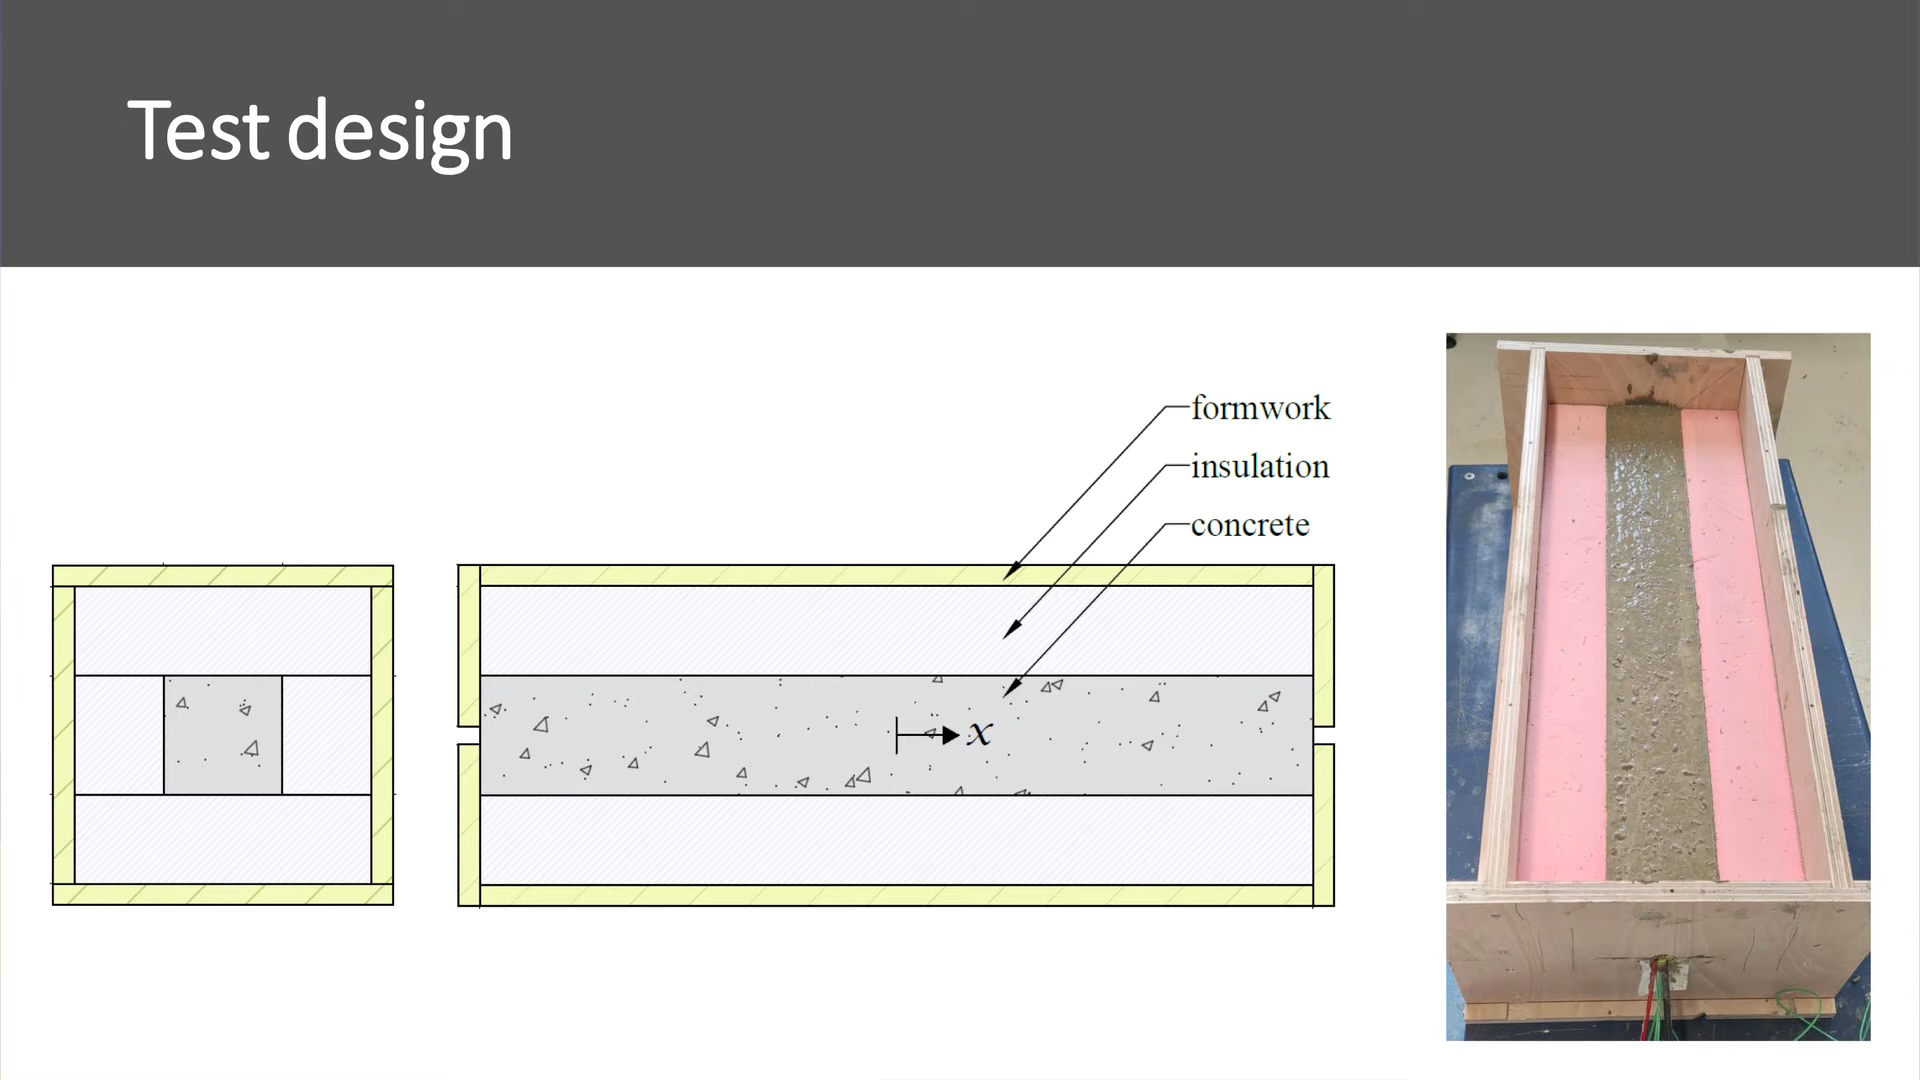 Test design
formwork
insulation
concrete
x